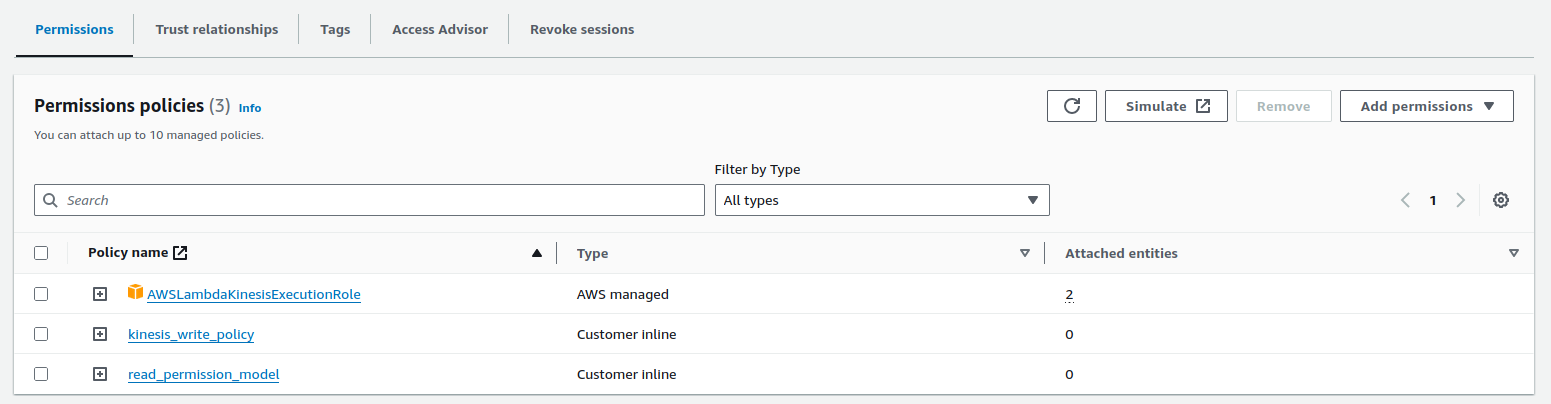 Permissions Trust relationships Tags Access Advisor Revoke sessions
Permissions policies (3) Info
You can attach up to 10 managed policies.
Simulate Remove Add permissions
Filter by Type
Search All types 1
Policy name Type Attached entities
AWSLambdaKinesisExecutionRole AWS managed 2
kinesis_write_policy Customer inline 0
read_permission_model Customer inline 0